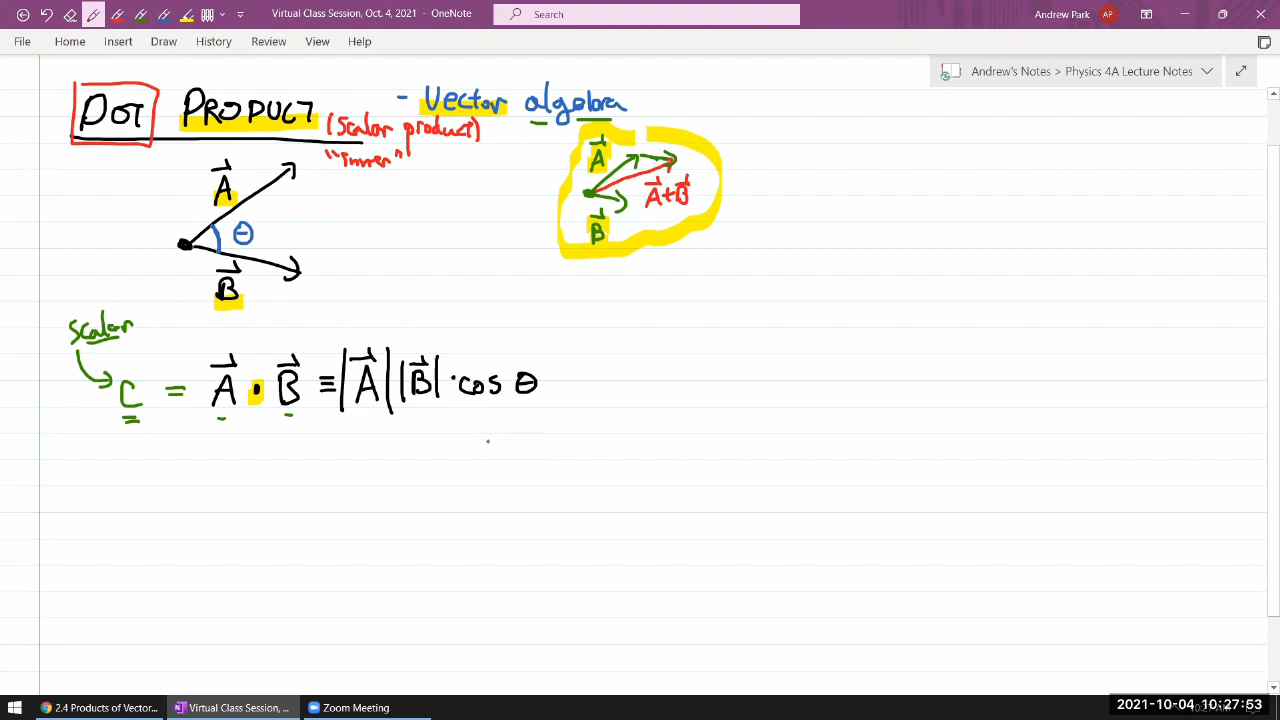 Virtual Class Session, Oct. 4, 2021 - OneNote
Search
Andrew Park
AP
File Home Insert Draw History Review View Help
Andrew's Notes > Physics 4A Lecture Notes
DOT PRODUCT - Vector algebra
(scalar product)
"inner"
A⃗
θ
B⃗
A⃗
A⃗+B⃗
B⃗
scalar
C = A⃗ • B⃗ ≡ |A⃗| |B⃗| · cos θ
2.4 Products of Vector...
Virtual Class Session, ...
Zoom Meeting
2021-10-04 10:27:53